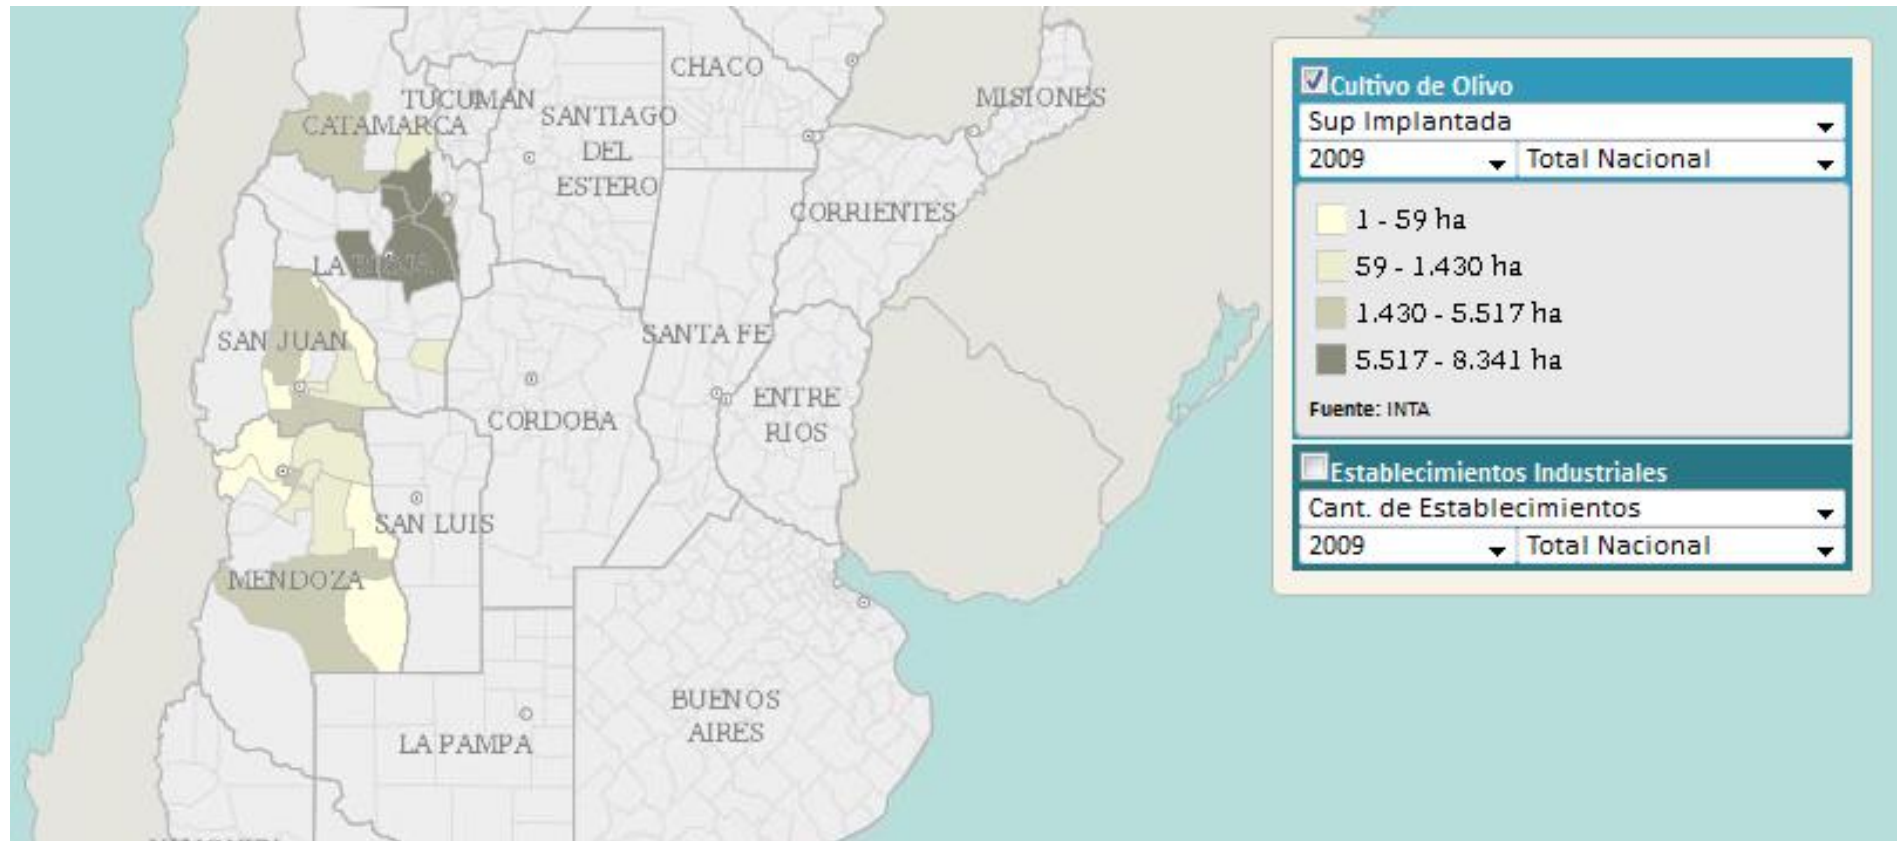 CHACO
MISIONES
TUCUMAN
CATAMARCA
SANTIAGO
DEL
ESTERO
CORRIENTES
LA
SAN JUAN
SANTA FE
ENTRE
RIOS
CORDOBA
SAN LUIS
MENDOZA
BUENOS
AIRES
LA PAMPA
Cultivo de Olivo
Sup Implantada
2009 Total Nacional
1 - 59 ha
59 - 1.430 ha
1.430 - 5.517 ha
5.517 - 8.341 ha
Fuente: INTA
Establecimientos Industriales
Cant. de Establecimientos
2009 Total Nacional